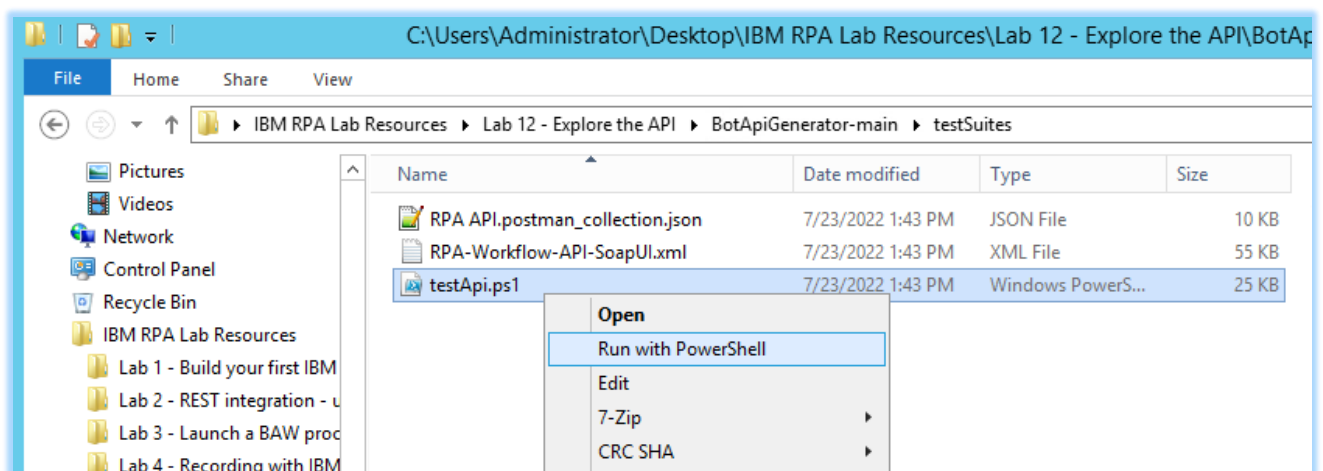 C:\Users\Administrator\Desktop\IBM RPA Lab Resources\Lab 12 - Explore the API\BotAp
File Home Share View
IBM RPA Lab Resources Lab 12 - Explore the API BotApiGenerator-main testSuites
Pictures
Videos
Network
Control Panel
Recycle Bin
IBM RPA Lab Resources
Lab 1 - Build your first IBM
Lab 2 - REST integration - u
Lab 3 - Launch a BAW proc
Lab 4 - Recording with IBM
Name Date modified Type Size
RPA API.postman_collection.json 7/23/2022 1:43 PM JSON File 10 KB
RPA-Workflow-API-SoapUI.xml 7/23/2022 1:43 PM XML File 55 KB
testApi.ps1 7/23/2022 1:43 PM Windows PowerS... 25 KB
Open
Run with PowerShell
Edit
7-Zip
CRC SHA